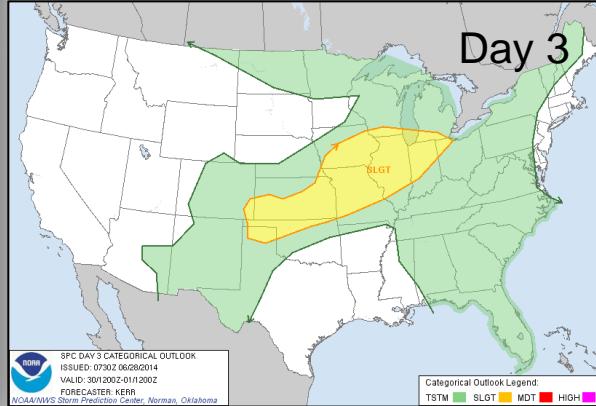 Day 3
SLGT
NOAA
SPC DAY 3 CATEGORICAL OUTLOOK
ISSUED: 0730Z 06/28/2014
VALID: 30/1200Z-01/1200Z
FORECASTER: KERR
NOAA/NWS Storm Prediction Center, Norman, Oklahoma
Categorical Outlook Legend:
TSTM SLGT MDT HIGH